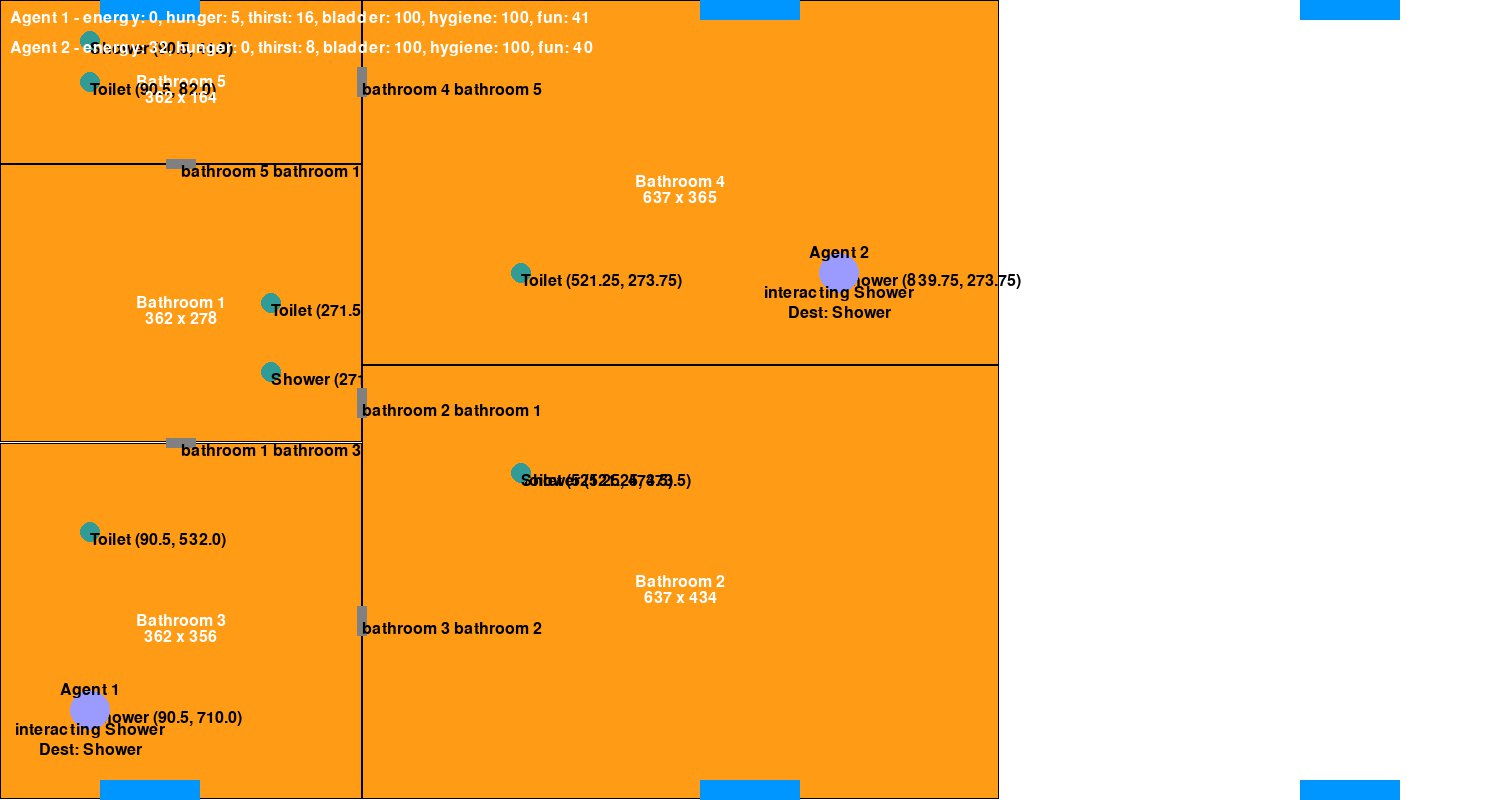 Agent 1 - energy: 0, hunger: 5, thirst: 16, bladder: 100, hygiene: 100, fun: 41
Agent 2 - energy: 32, hunger: 0, thirst: 8, bladder: 100, hygiene: 100, fun: 40
Bathroom 5
Toilet (90.5, 82.0)
362 x 164
bathroom 4 bathroom 5
bathroom 5 bathroom 1
Bathroom 4
637 x 365
Agent 2
Toilet (521.25, 273.75)
ower (839.75, 273.75)
interacting Shower
Dest: Shower
Bathroom 1
362 x 278
Toilet (271.5
Shower (271
bathroom 2 bathroom 1
bathroom 1 bathroom 3
Toilet (90.5, 532.0)
Bathroom 2
637 x 434
Bathroom 3
362 x 356
bathroom 3 bathroom 2
Agent 1
ower (90.5, 710.0)
interacting Shower
Dest: Shower